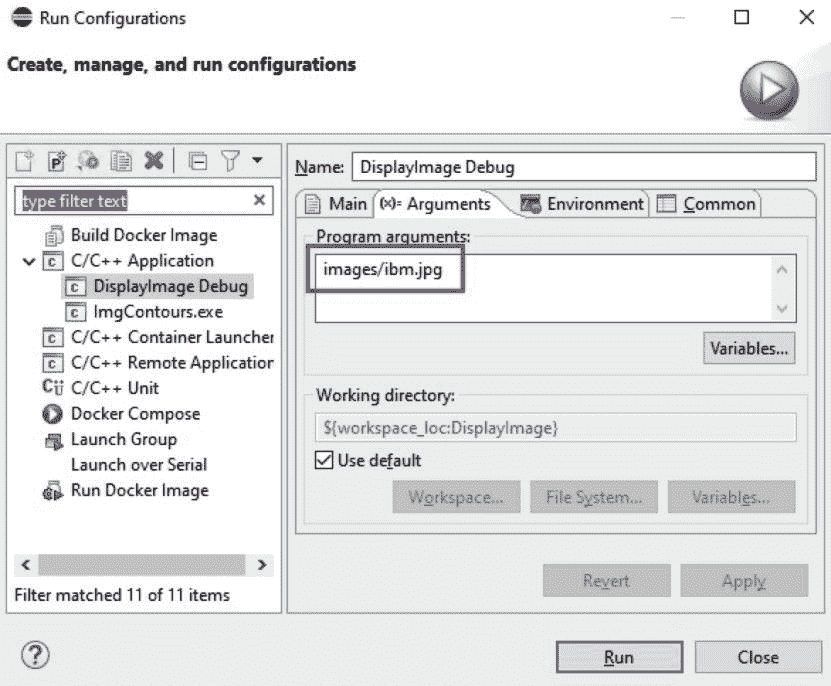 Run Configurations
Create, manage, and run configurations
type filter text
Build Docker Image
C/C++ Application
DisplayImage Debug
ImgContours.exe
C/C++ Container Launcher
C/C++ Remote Application
C/C++ Unit
Docker Compose
Launch Group
Launch over Serial
Run Docker Image
Filter matched 11 of 11 items
Name: DisplayImage Debug
Main (x)= Arguments Environment Common
Program arguments:
images/ibm.jpg
Variables...
Working directory:
${workspace_loc:DisplayImage}
Use default
Workspace... File System... Variables...
Revert Apply
Run Close